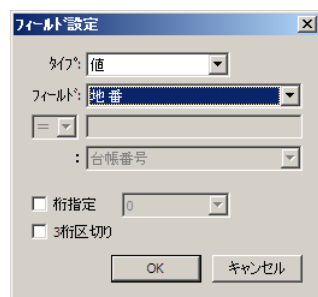 フィールド設定
タイプ: 値
フィールド: 地番
=
: 台帳番号
桁指定 0
3桁区切り
OK キャンセル